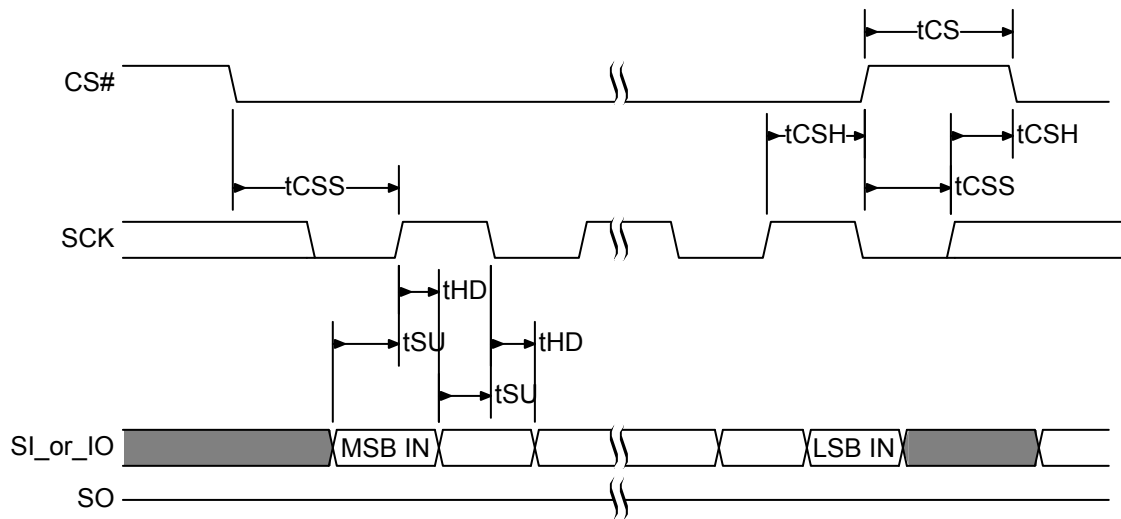 tCS
CS#
tCSH
tCSH
tCSS
tCSS
SCK
tHD
tSU
tHD
tSU
SI_or_IO
MSB IN
LSB IN
SO